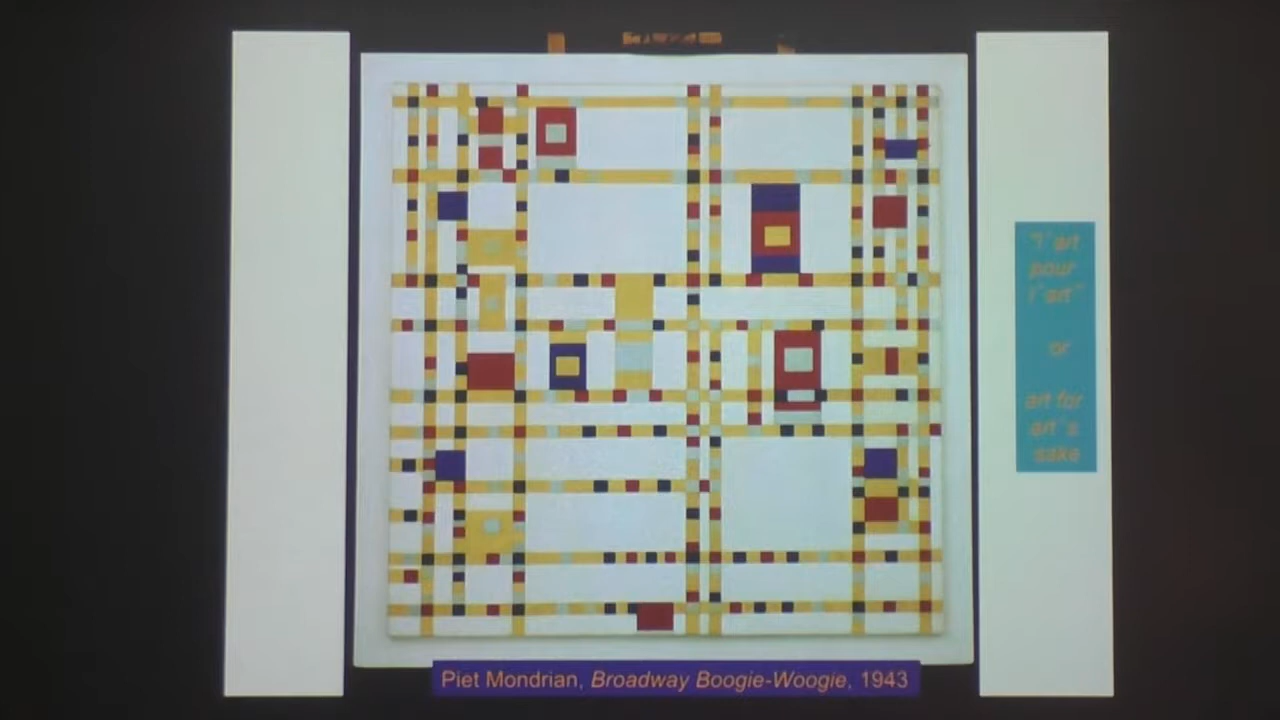 "l´art
pour
l´art"
or
art for
art´s
sake
Piet Mondrian, Broadway Boogie-Woogie, 1943